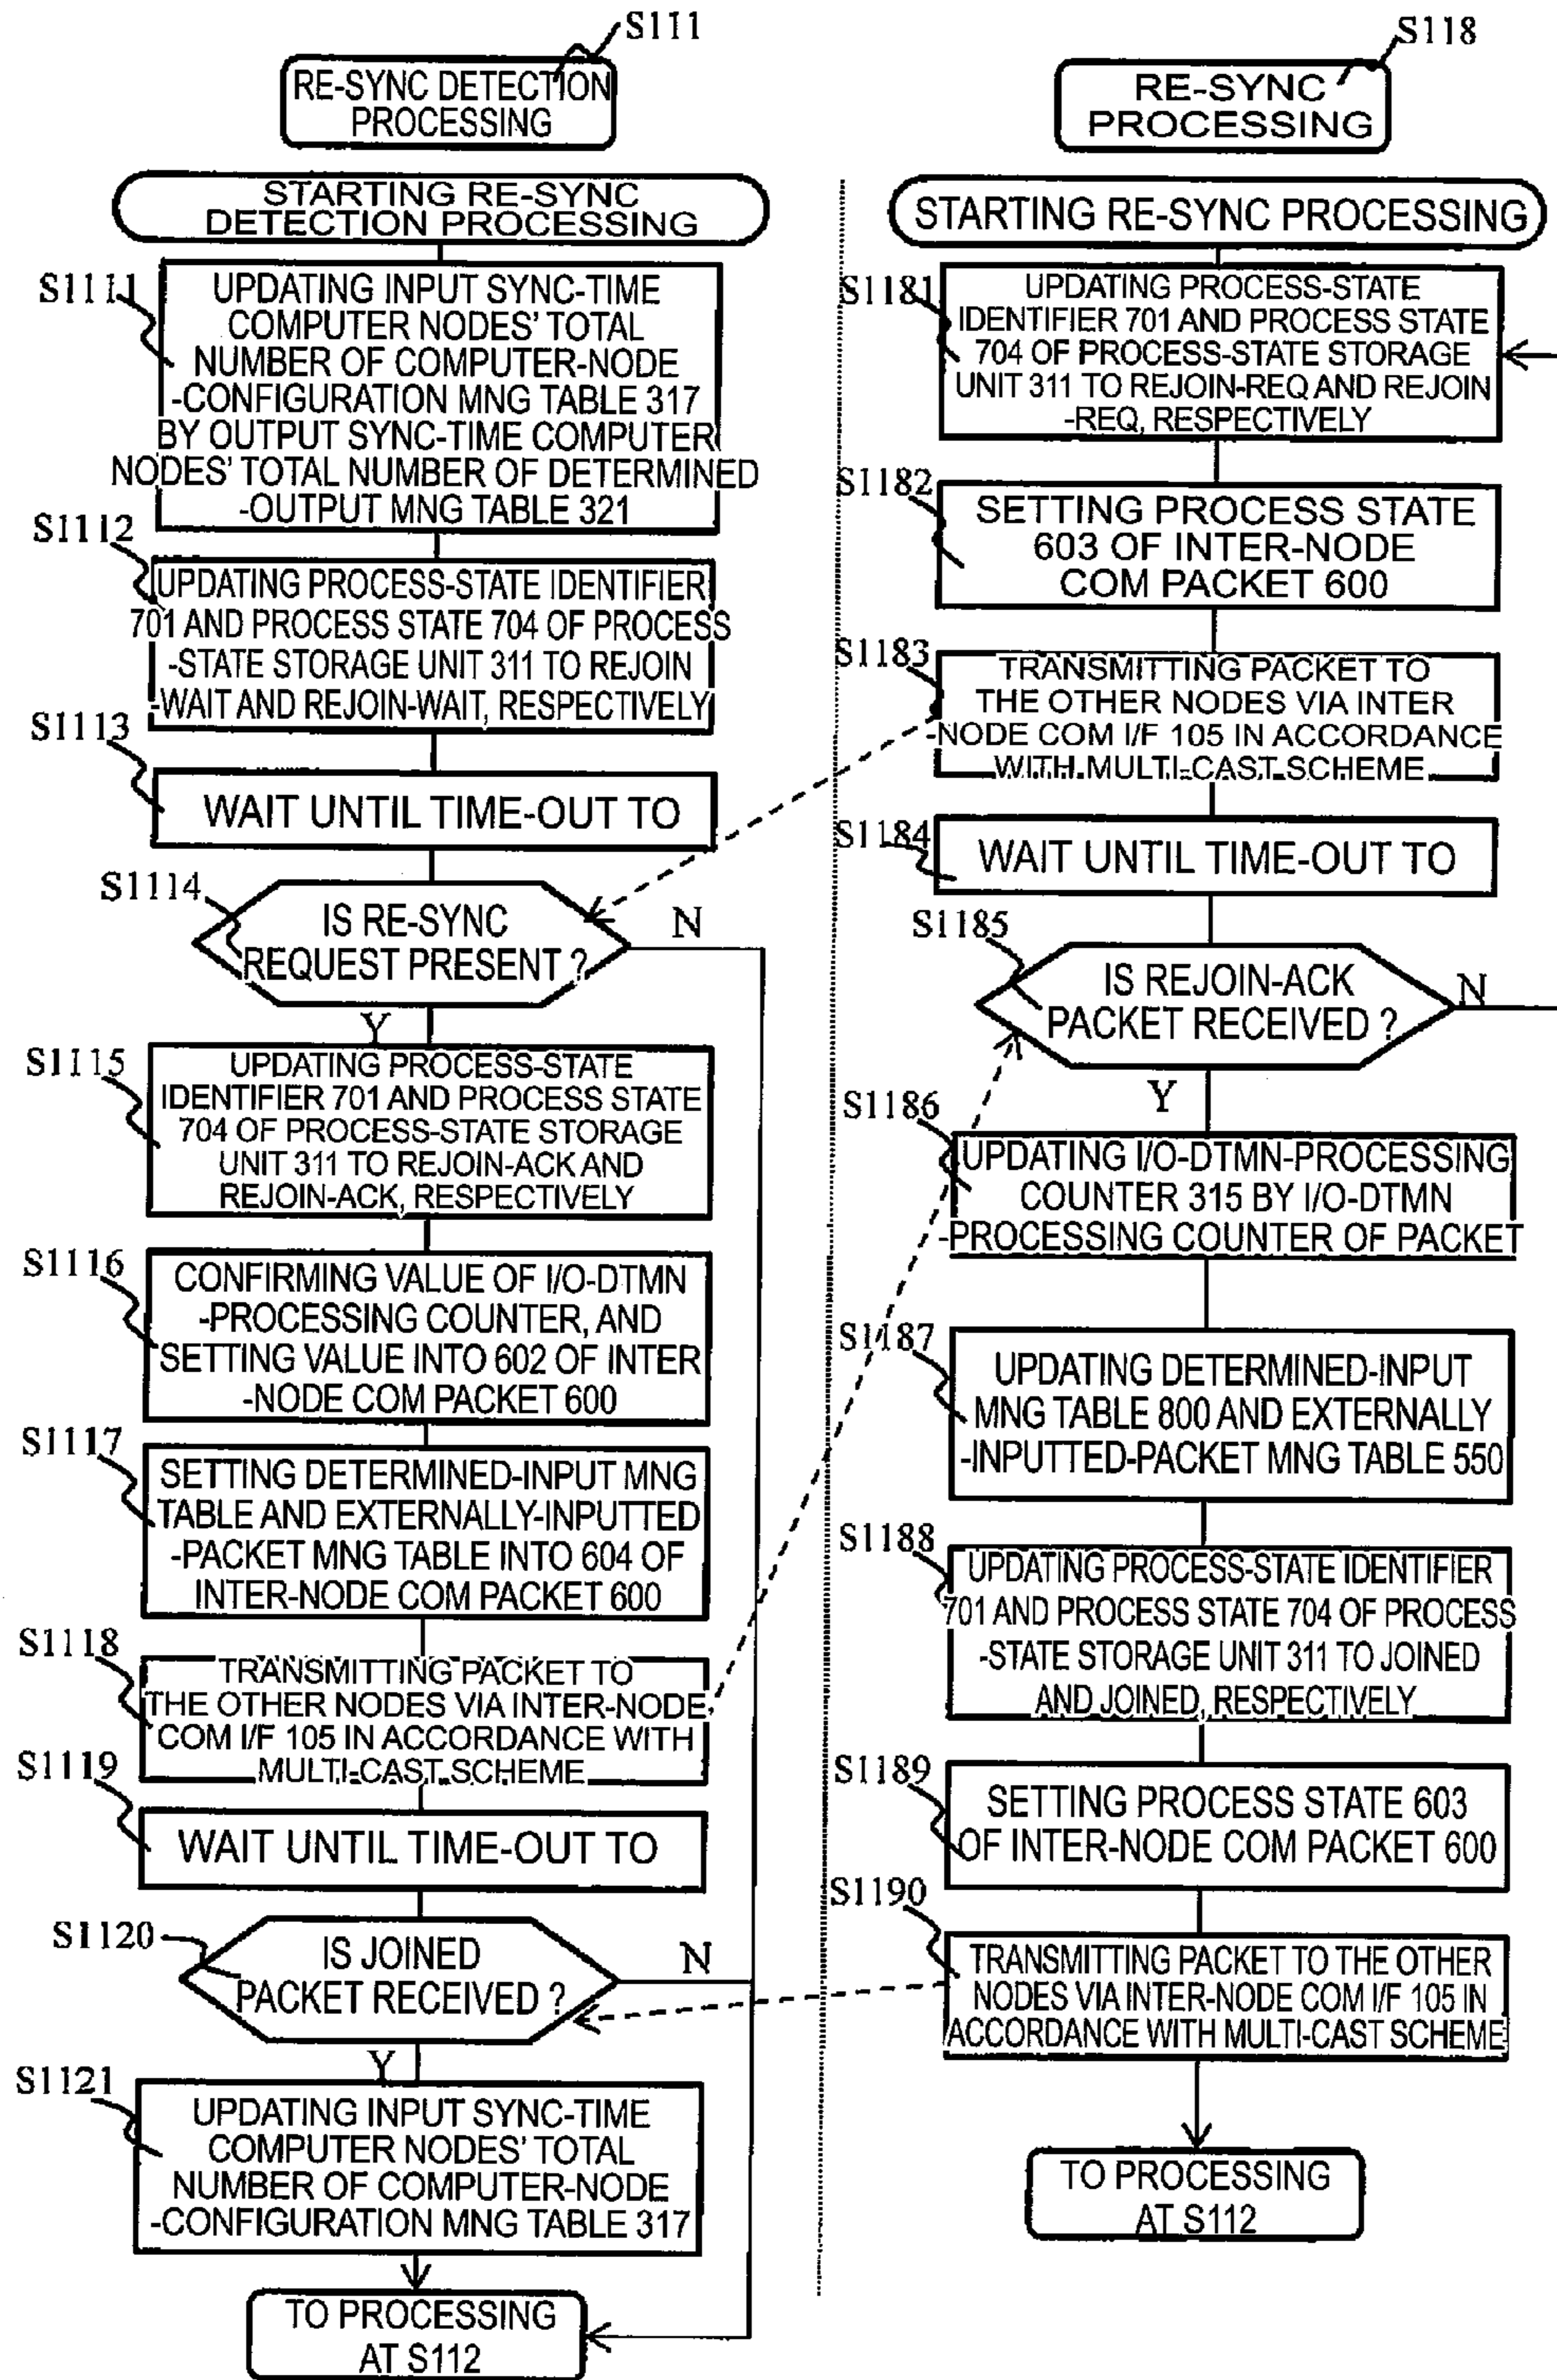 S111
RE-SYNC DETECTION
PROCESSING
STARTING RE-SYNC
DETECTION PROCESSING
S1111
UPDATING INPUT SYNC-TIME
COMPUTER NODES' TOTAL
NUMBER OF COMPUTER-NODE
-CONFIGURATION MNG TABLE 317
BY OUTPUT SYNC-TIME COMPUTER
NODES' TOTAL NUMBER OF DETERMINED
-OUTPUT MNG TABLE 321
S1112
UPDATING PROCESS-STATE IDENTIFIER
701 AND PROCESS STATE 704 OF PROCESS
-STATE STORAGE UNIT 311 TO REJOIN
-WAIT AND REJOIN-WAIT, RESPECTIVELY
S1113
WAIT UNTIL TIME-OUT TO
S1114
IS RE-SYNC
REQUEST PRESENT ?
N
Y
S1115
UPDATING PROCESS-STATE
IDENTIFIER 701 AND PROCESS STATE
704 OF PROCESS-STATE STORAGE
UNIT 311 TO REJOIN-ACK AND
REJOIN-ACK, RESPECTIVELY
S1116
CONFIRMING VALUE OF I/O-DTMN
-PROCESSING COUNTER, AND
SETTING VALUE INTO 602 OF INTER
-NODE COM PACKET 600
S1117
SETTING DETERMINED-INPUT MNG
TABLE AND EXTERNALLY-INPUTTED
-PACKET MNG TABLE INTO 604 OF
INTER-NODE COM PACKET 600
S1118
TRANSMITTING PACKET TO
THE OTHER NODES VIA INTER-NODE
COM I/F 105 IN ACCORDANCE WITH
MULTI-CAST SCHEME
S1119
WAIT UNTIL TIME-OUT TO
S1120
IS JOINED
PACKET RECEIVED ?
N
Y
S1121
UPDATING INPUT SYNC-TIME
COMPUTER NODES' TOTAL
NUMBER OF COMPUTER-NODE
-CONFIGURATION MNG TABLE 317
TO PROCESSING
AT S112
S118
RE-SYNC
PROCESSING
STARTING RE-SYNC PROCESSING
S1181
UPDATING PROCESS-STATE
IDENTIFIER 701 AND PROCESS STATE
704 OF PROCESS-STATE STORAGE
UNIT 311 TO REJOIN-REQ AND REJOIN
-REQ, RESPECTIVELY
S1182
SETTING PROCESS STATE
603 OF INTER-NODE
COM PACKET 600
S1183
TRANSMITTING PACKET TO
THE OTHER NODES VIA INTER
-NODE COM I/F 105 IN ACCORDANCE
WITH MULTI-CAST SCHEME
S1184
WAIT UNTIL TIME-OUT TO
S1185
IS REJOIN-ACK
PACKET RECEIVED ?
N
Y
S1186
UPDATING I/O-DTMN-PROCESSING
COUNTER 315 BY I/O-DTMN
-PROCESSING COUNTER OF PACKET
S1187
UPDATING DETERMINED-INPUT
MNG TABLE 800 AND EXTERNALLY
-INPUTTED-PACKET MNG TABLE 550
S1188
UPDATING PROCESS-STATE IDENTIFIER
701 AND PROCESS STATE 704 OF PROCESS
-STATE STORAGE UNIT 311 TO JOINED
AND JOINED, RESPECTIVELY
S1189
SETTING PROCESS STATE 603
OF INTER-NODE COM PACKET 600
S1190
TRANSMITTING PACKET TO THE OTHER
NODES VIA INTER-NODE COM I/F 105 IN
ACCORDANCE WITH MULTI-CAST SCHEME
TO PROCESSING
AT S112